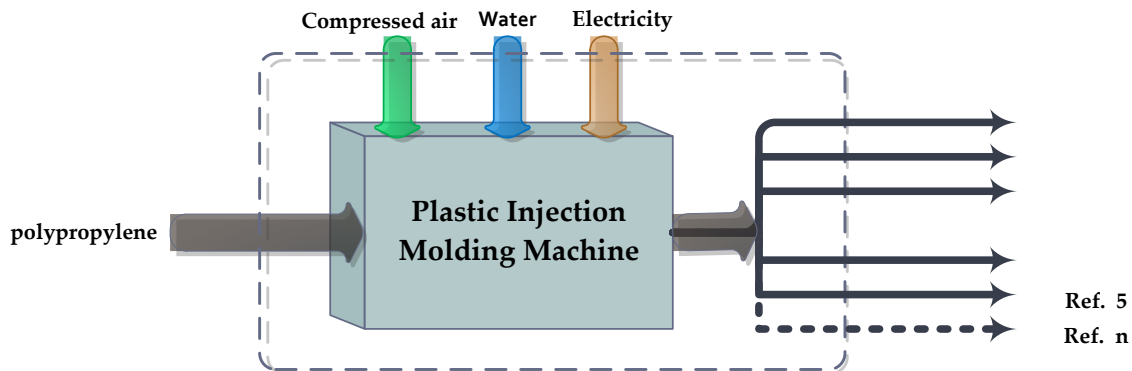 Compressed air
Water
Electricity
polypropylene
Plastic Injection
Molding Machine
Ref. 5
Ref. n